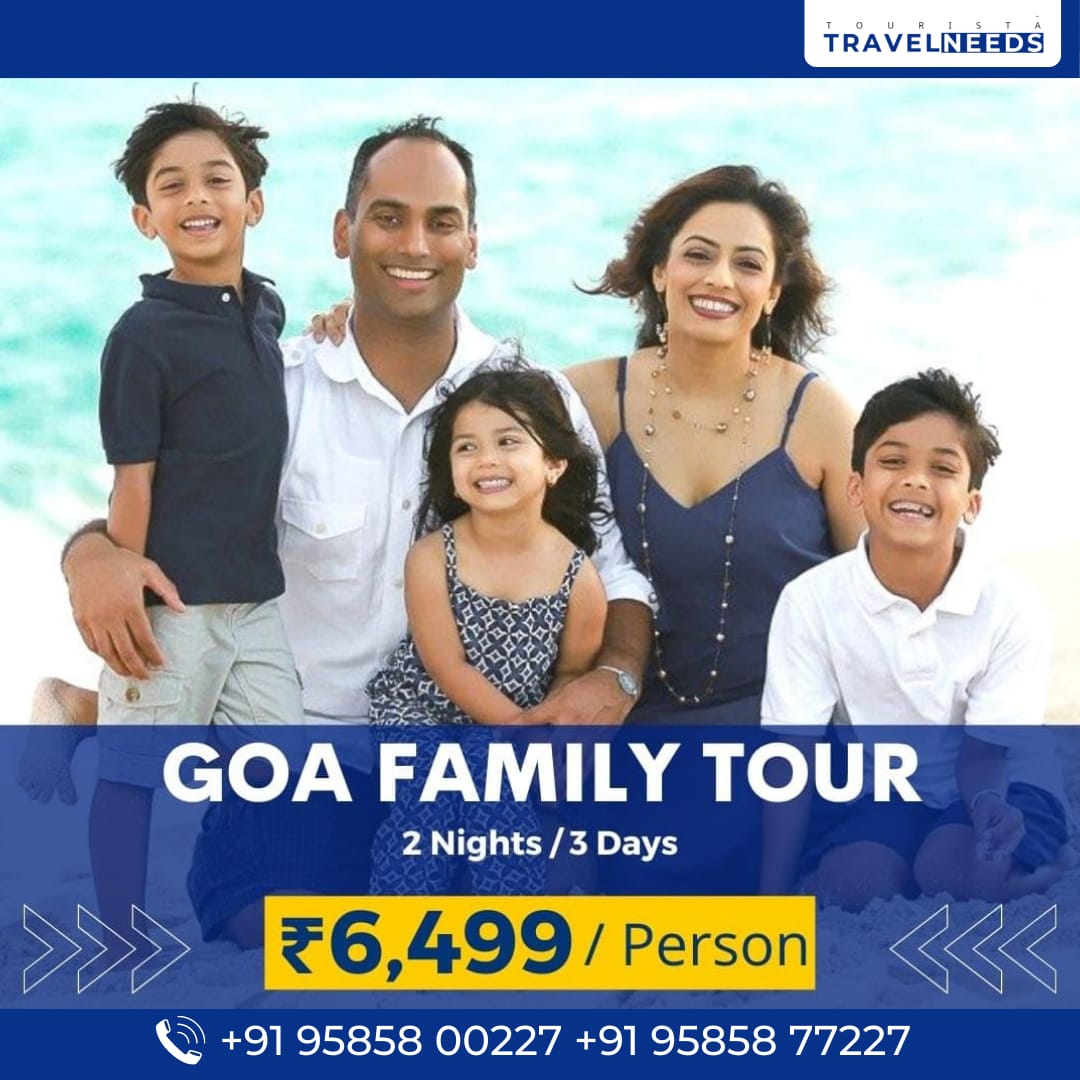 TOURISTA
TRAVELNEEDS
GOA FAMILY TOUR
2 Nights / 3 Days
₹6,499 / Person
+91 95858 00227 +91 95858 77227